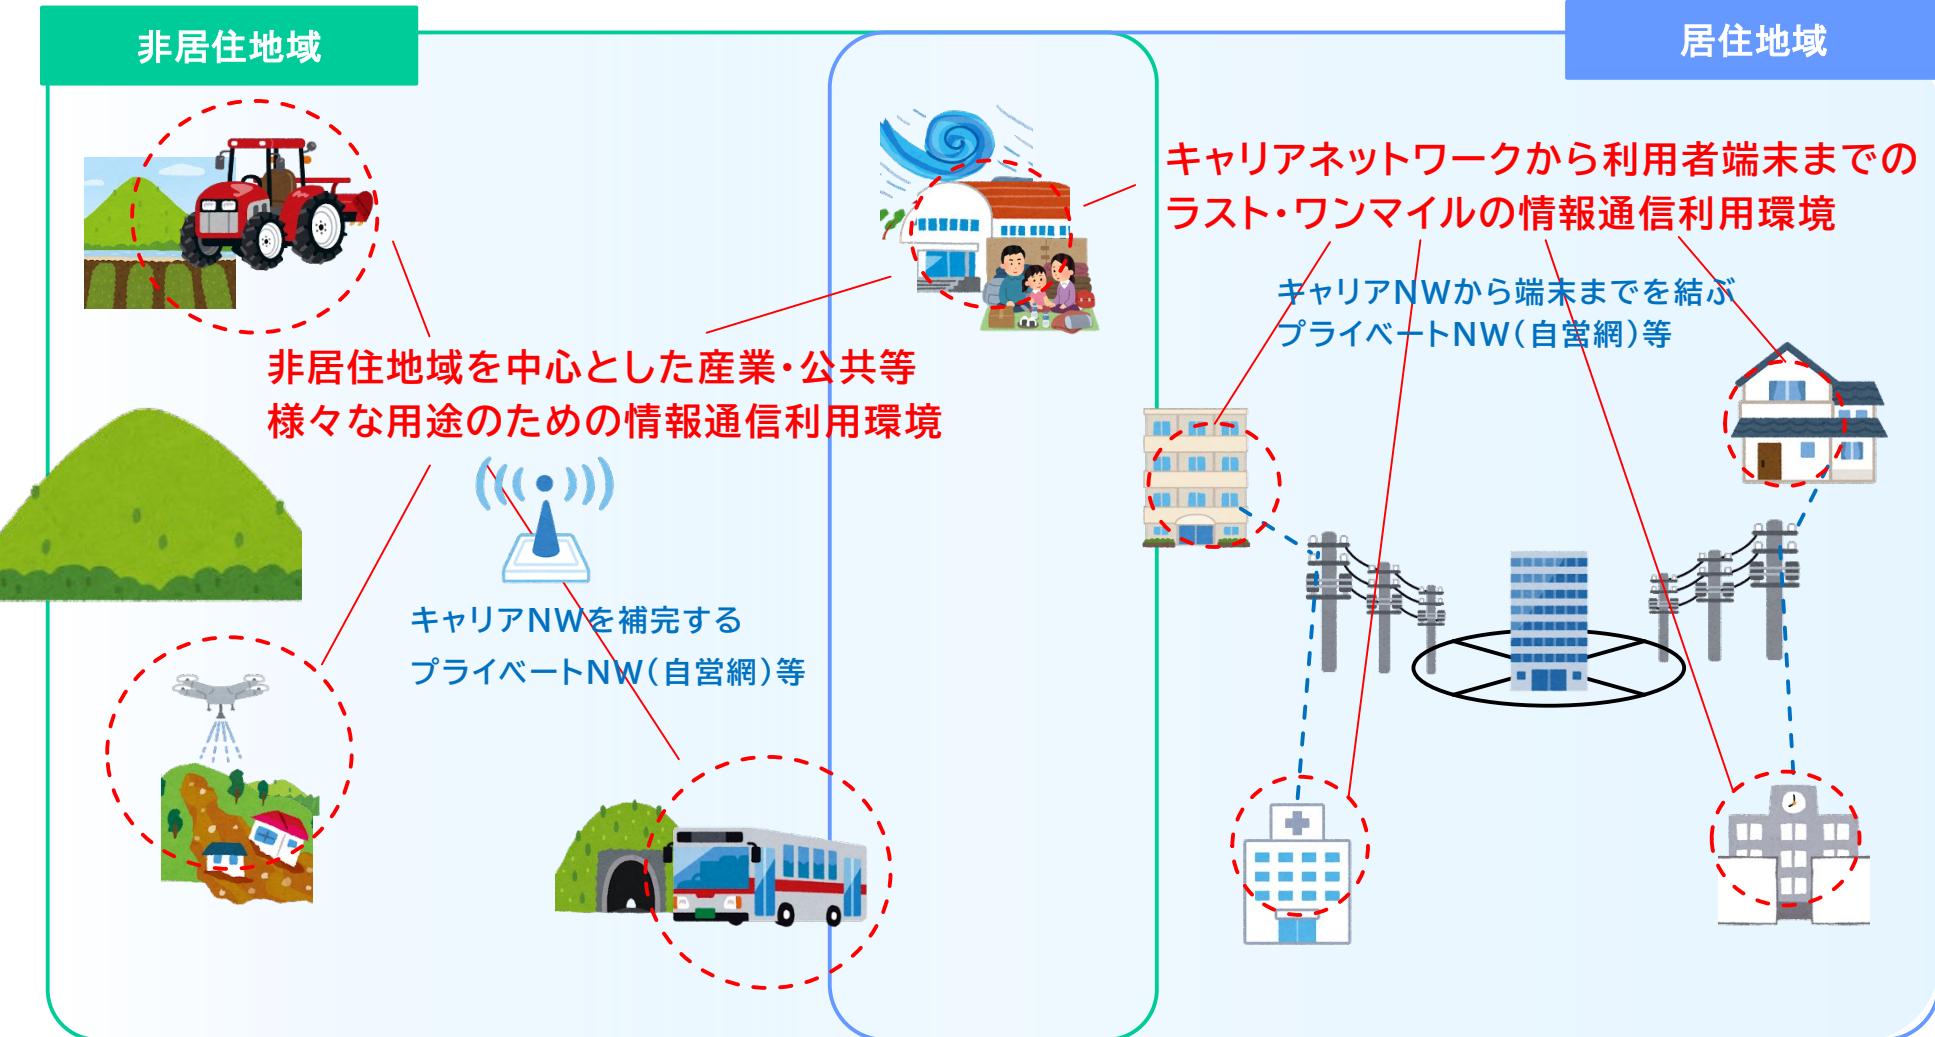 非居住地域
居住地域
キャリアネットワークから利用者端末までの
ラスト・ワンマイルの情報通信利用環境
キャリアNWから端末までを結ぶ
プライベートNW(自営網)等
非居住地域を中心とした産業・公共等
様々な用途のための情報通信利用環境
キャリアNWを補完する
プライベートNW(自営網)等